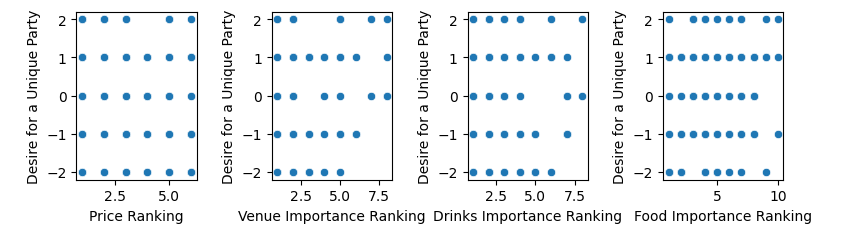 Desire for a Unique Party
2
1
0
−1
−2
2.5 5.0
Price Ranking
Desire for a Unique Party
2
1
0
−1
−2
2.5 5.0 7.5
Venue Importance Ranking
Desire for a Unique Party
2
1
0
−1
−2
2.5 5.0 7.5
Drinks Importance Ranking
Desire for a Unique Party
2
1
0
−1
−2
5 10
Food Importance Ranking